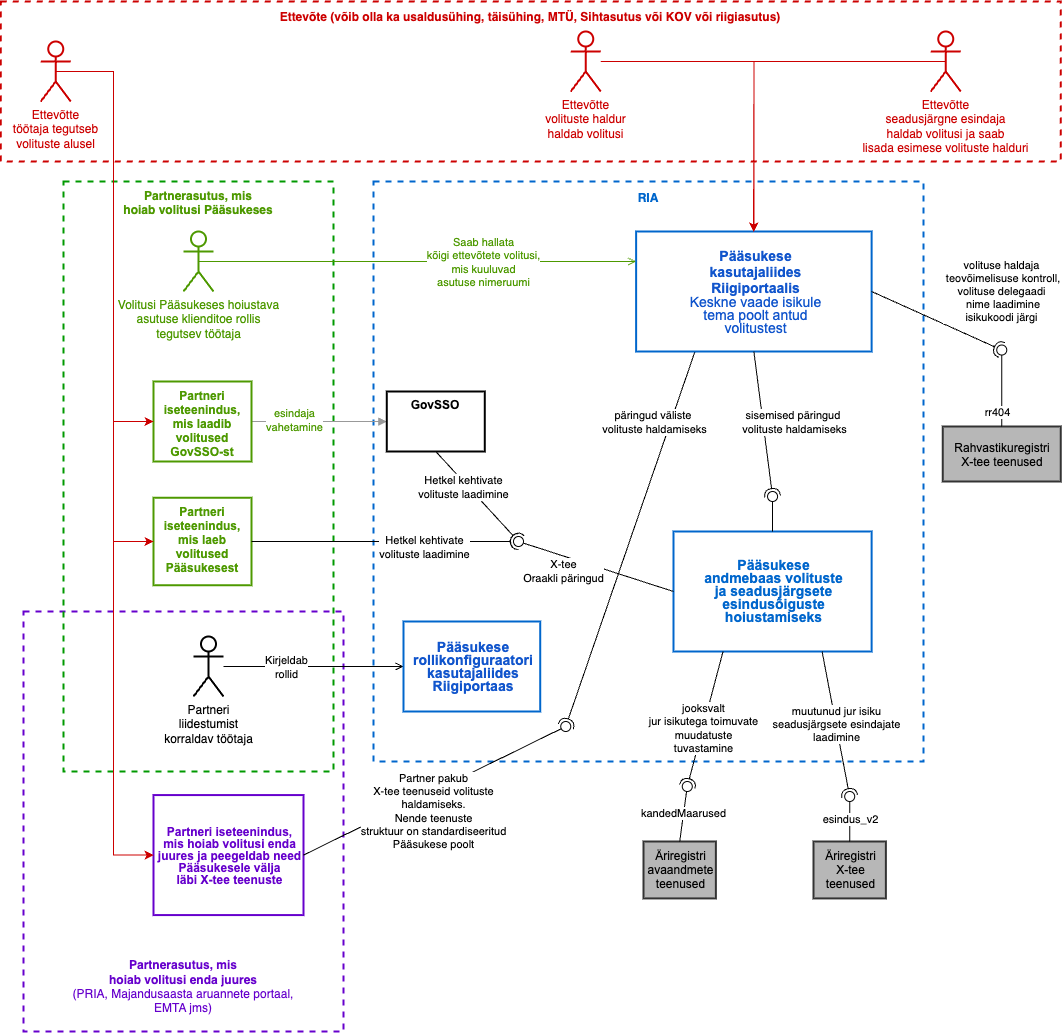 Ettevõte (võib olla ka usaldusühing, täisühing, MTÜ, Sihtasutus või KOV või riigiasutus)
Ettevõtte
töötaja tegutseb
volituste alusel
Ettevõtte
volituste haldur
haldab volitusi
Ettevõtte
seadusjärgne esindaja
haldab volitusi ja saab
lisada esimese volituste halduri
Partnerasutus, mis
hoiab volitusi Pääsukeses
Volitusi Pääsukeses hoiustava
asutuse klienditoe rollis
tegutsev töötaja
Saab hallata
kõigi ettevõtete volitusi,
mis kuuluvad
asutuse nimeruumi
RIA
Pääsukese
kasutajaliides
Riigiportaalis
Keskne vaade isikule
tema poolt antud
volitustest
volituse haldaja
teovõimelisuse kontroll,
volituse delegaadi
nime laadimine
isikukoodi järgi
rr404
Rahvastikuregistri
X-tee teenused
Partneri
iseteenindus,
mis laadib
volitused
GovSSO-st
esindaja
vahetamine
GovSSO
päringud väliste
volituste haldamiseks
sisemised päringud
volituste haldamiseks
Hetkel kehtivate
volituste laadimine
Partneri
iseteenindus,
mis laeb
volitused
Pääsukesest
Hetkel kehtivate
volituste laadimine
X-tee
Oraakli päringud
Pääsukese
andmebaas volituste
ja seadusjärgsete
esindusõiguste
hoiustamiseks
Partneri
liidestumist
korraldav töötaja
Kirjeldab
rollid
Pääsukese
rollikonfiguraatori
kasutajaliides
Riigiportaas
jooksvalt
jur isikutega toimuvate
muudatuste
tuvastamine
muutunud jur isiku
seadusjärgsete esindajate
laadimine
kandedMaarused
esindus_v2
Äriregistri
avaandmete
teenused
Äriregistri
X-tee
teenused
Partner pakub
X-tee teenuseid volituste
haldamiseks.
Nende teenuste
struktuur on standardiseeritud
Pääsukese poolt
Partneri iseteenindus,
mis hoiab volitusi enda
juures ja peegeldab need
Pääsukesele välja
läbi X-tee teenuste
Partnerasutus, mis
hoiab volitusi enda juures
(PRIA, Majandusaasta aruannete portaal,
EMTA jms)